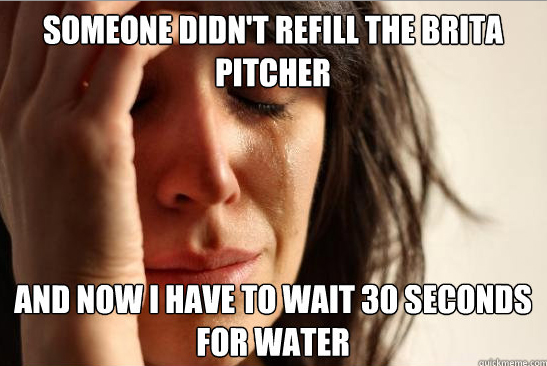 SOMEONE DIDN'T REFILL THE BRITA
PITCHER
AND NOW I HAVE TO WAIT 30 SECONDS
FOR WATER
quickmeme.com